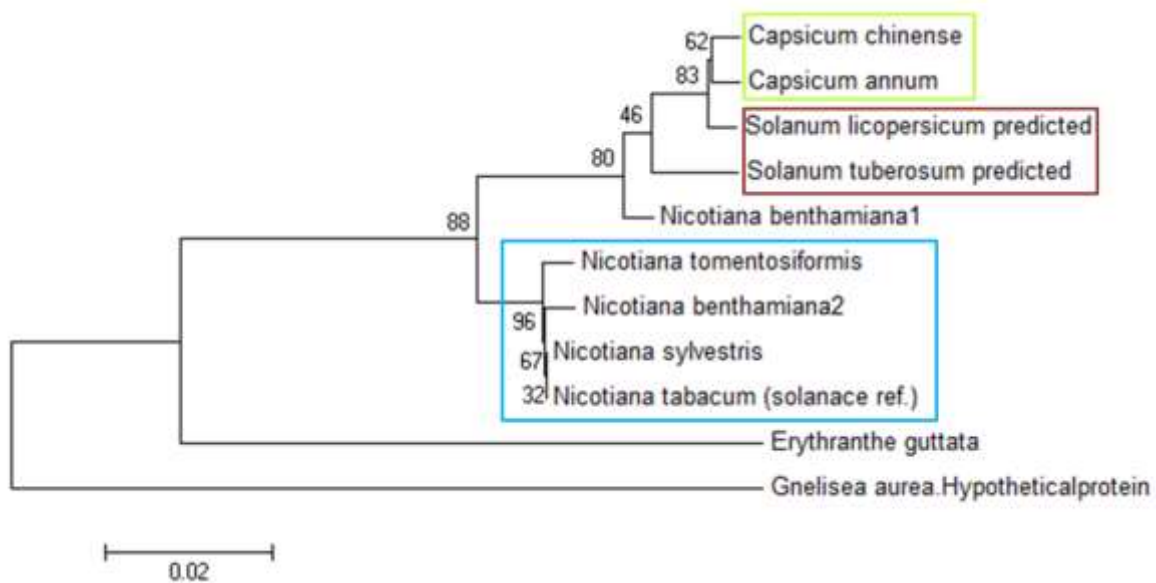 62
Capsicum chinense
83
Capsicum annum
46
Solanum licopersicum predicted
80
Solanum tuberosum predicted
88
Nicotiana benthamiana1
Nicotiana tomentosiformis
96
Nicotiana benthamiana2
67
Nicotiana sylvestris
32
Nicotiana tabacum (solanace ref.)
Erythranthe guttata
Gnelisea aurea.Hypotheticalprotein
0.02